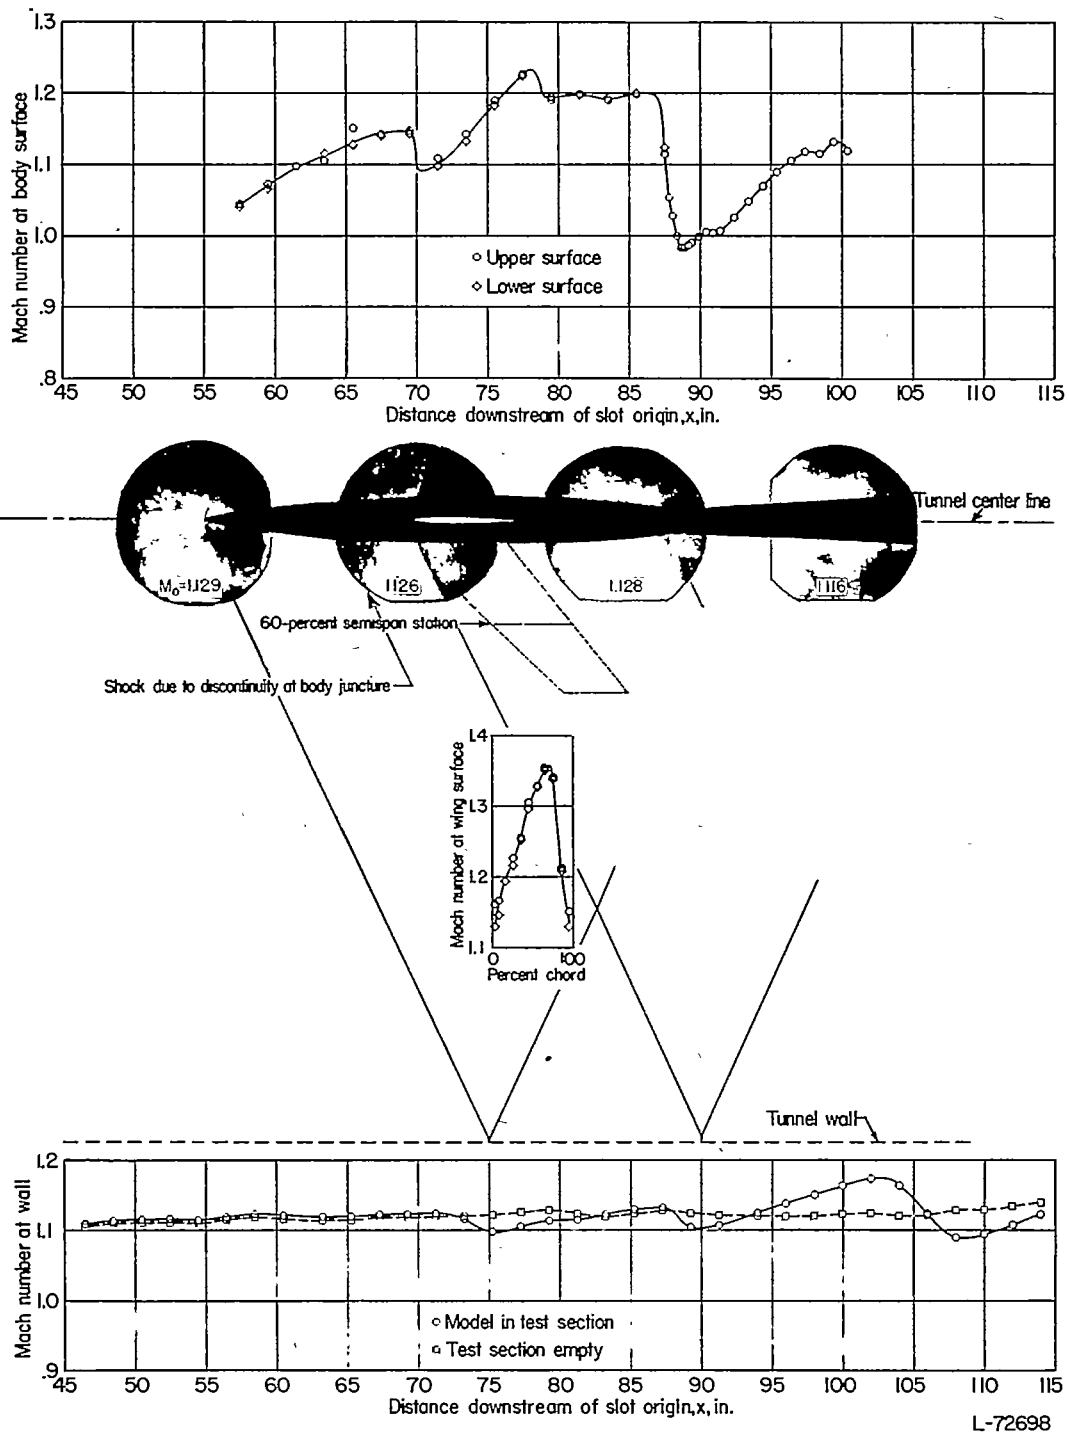 1.3
1.2
1.1
1.0
.9
.8
Mach number at body surface
Upper surface
Lower surface
45 50 55 60 65 70 75 80 85 90 95 100 105 110 115
Distance downstream of slot origin, x, in.
Tunnel center line
M₀=1.129
1.126
1.128
1.116
60-percent semispan station
Shock due to discontinuity at body juncture
1.4
1.3
1.2
1.1
Mach number at wing surface
0 100
Percent chord
Tunnel wall
1.2
1.1
1.0
.9
Mach number at wall
Model in test section
Test section empty
45 50 55 60 65 70 75 80 85 90 95 100 105 110 115
Distance downstream of slot origin, x, in.
L-72698